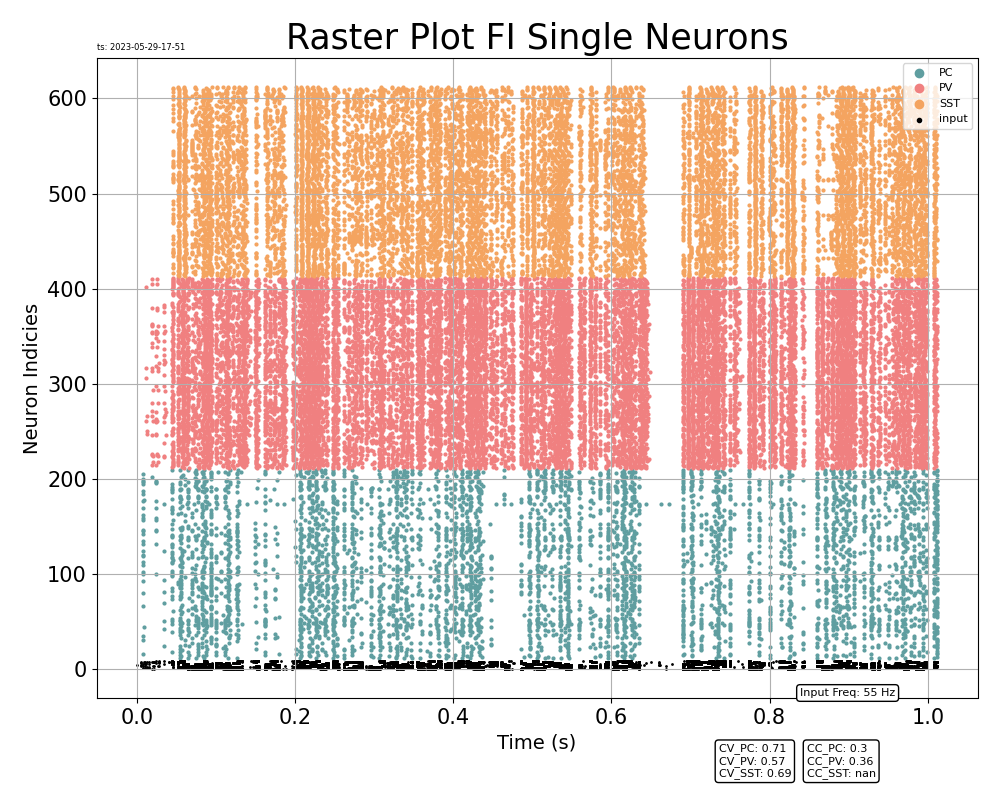 Raster Plot FI Single Neurons
ts: 2023-05-29-17-51
PC
PV
SST
input
600
500
400
300
200
100
0
Neuron Indicies
0.0
0.2
0.4
0.6
0.8
1.0
Time (s)
Input Freq: 55 Hz
CV_PC: 0.71
CV_PV: 0.57
CV_SST: 0.69
CC_PC: 0.3
CC_PV: 0.36
CC_SST: nan